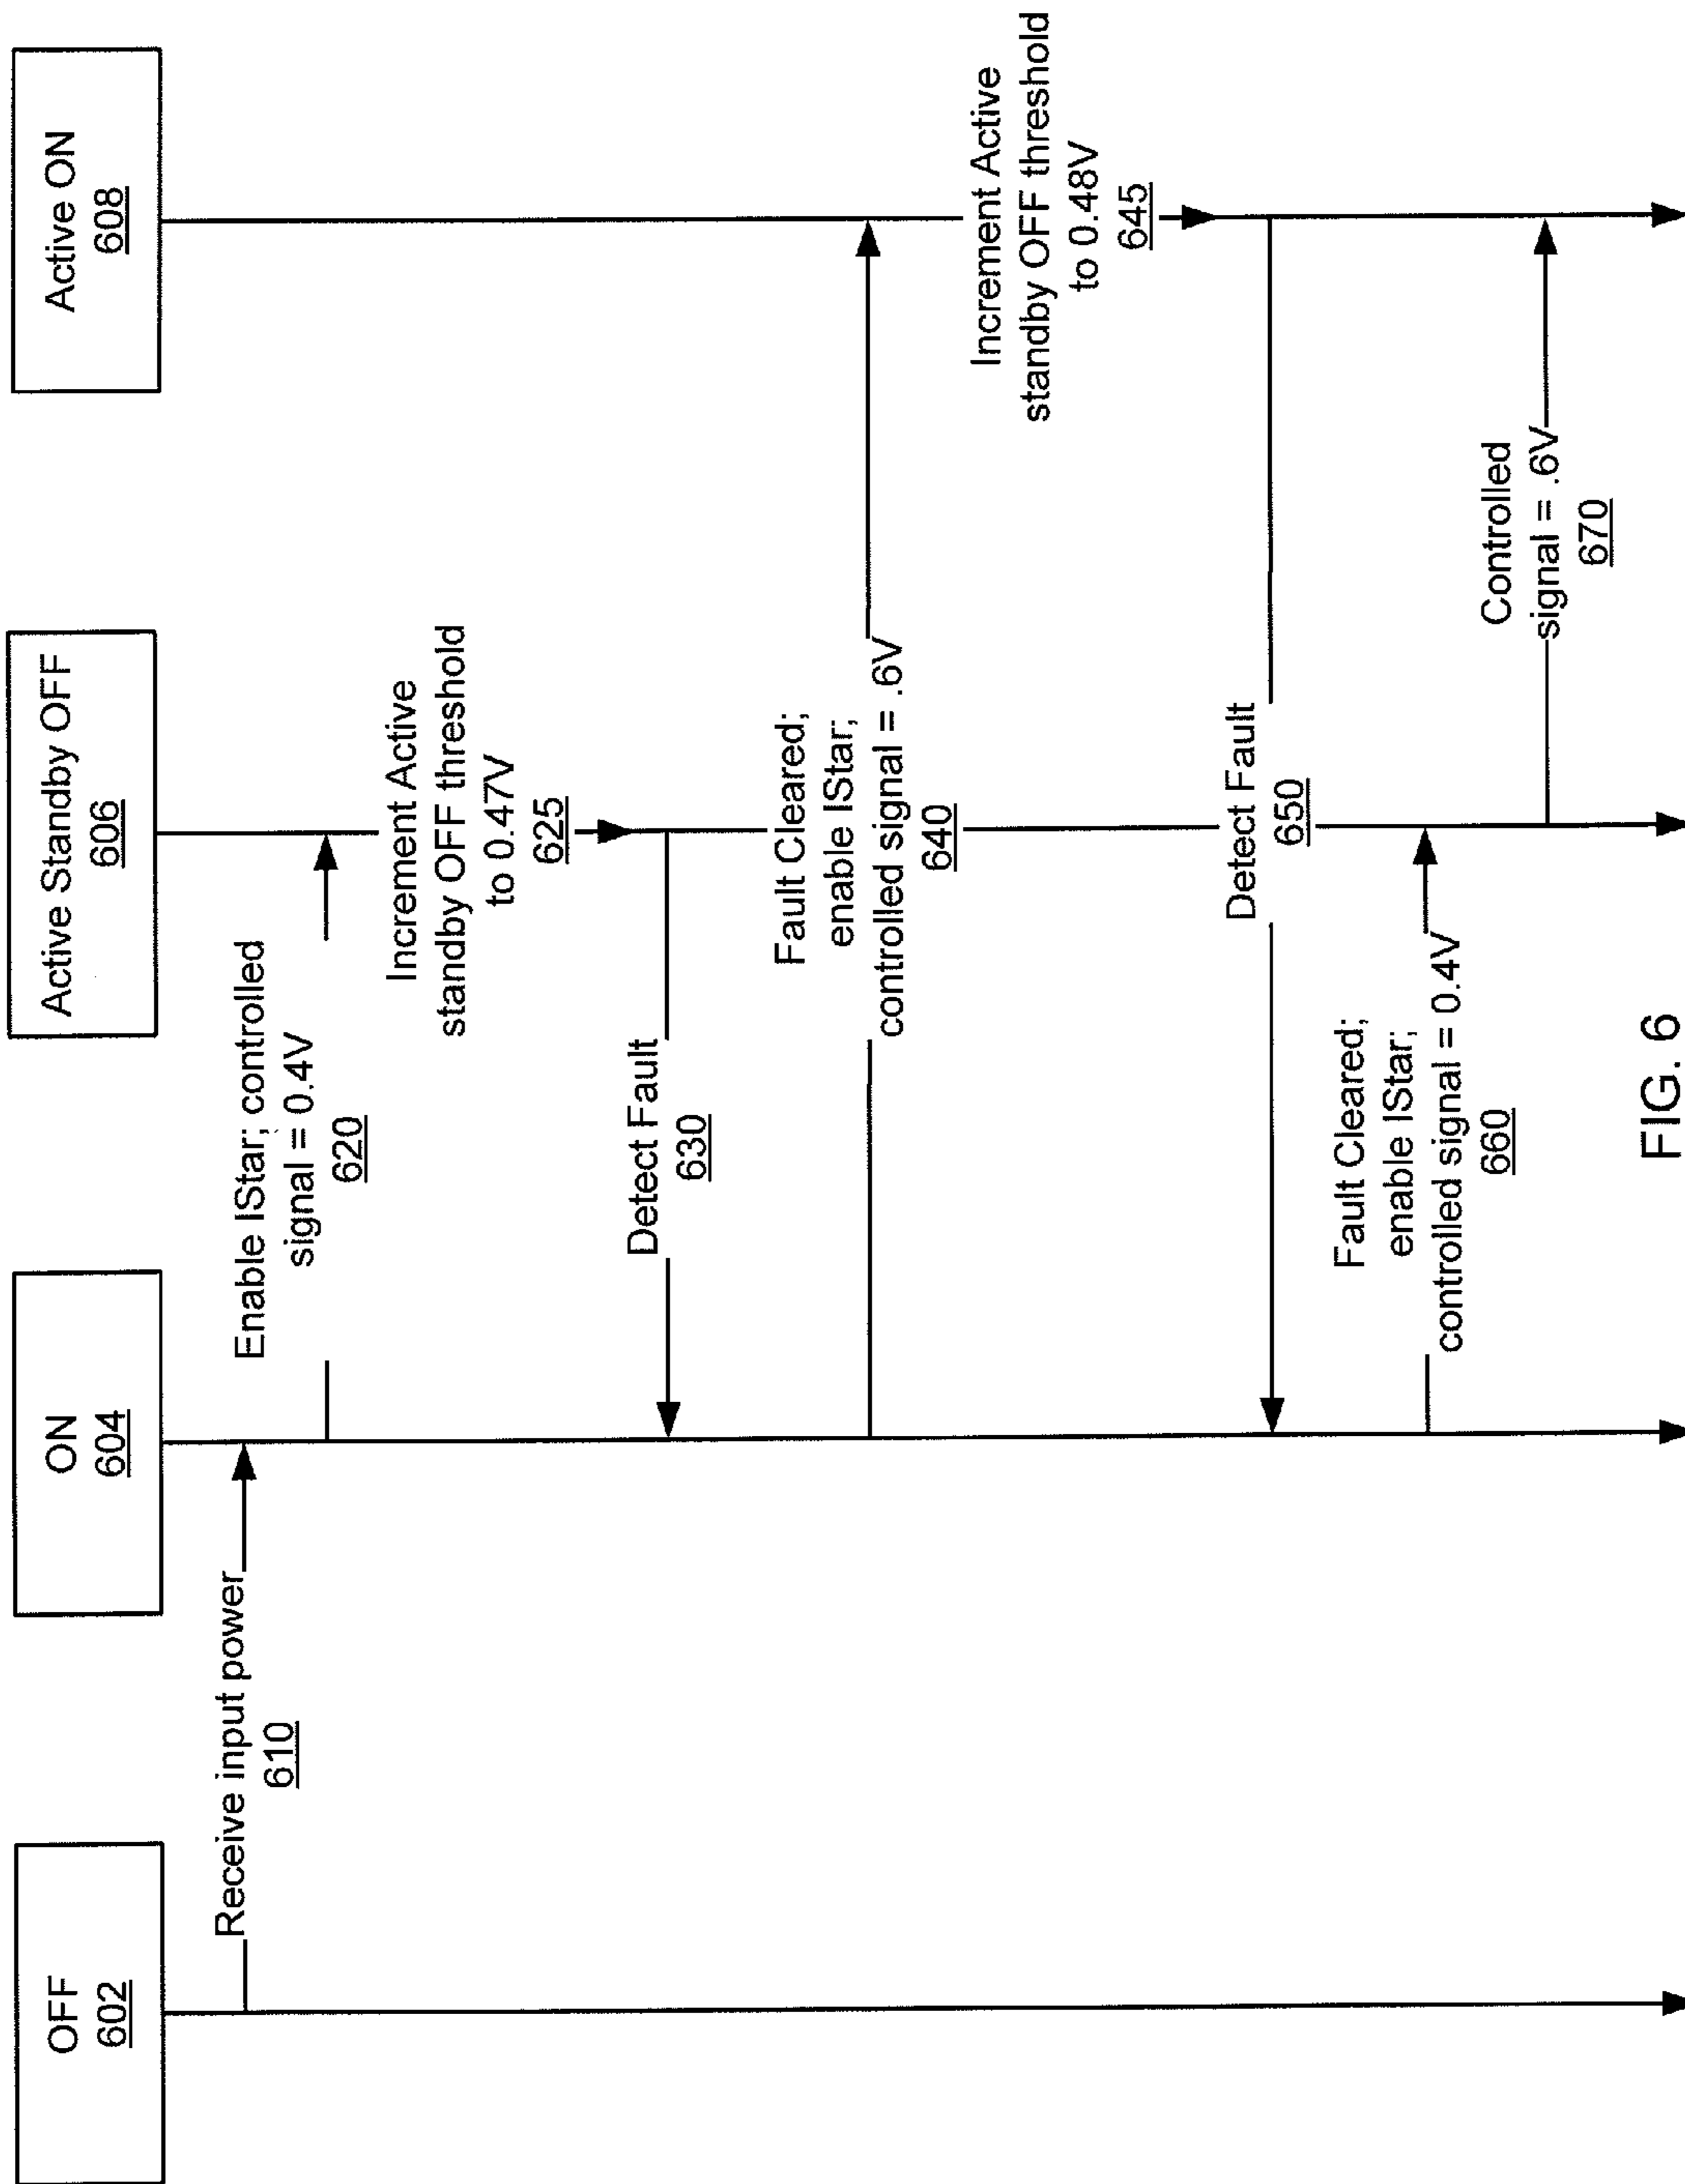 OFF
602
ON
604
Active Standby OFF
606
Active ON
608
Receive input power
610
Enable IStar; controlled
signal = 0.4V
620
Increment Active
standby OFF threshold
to 0.47V
625
Detect Fault
630
Fault Cleared;
enable IStar;
controlled signal = .6V
640
Increment Active
standby OFF threshold
to 0.48V
645
Detect Fault
650
Fault Cleared;
enable IStar;
controlled signal = 0.4V
660
Controlled
signal = .6V
670
FIG. 6